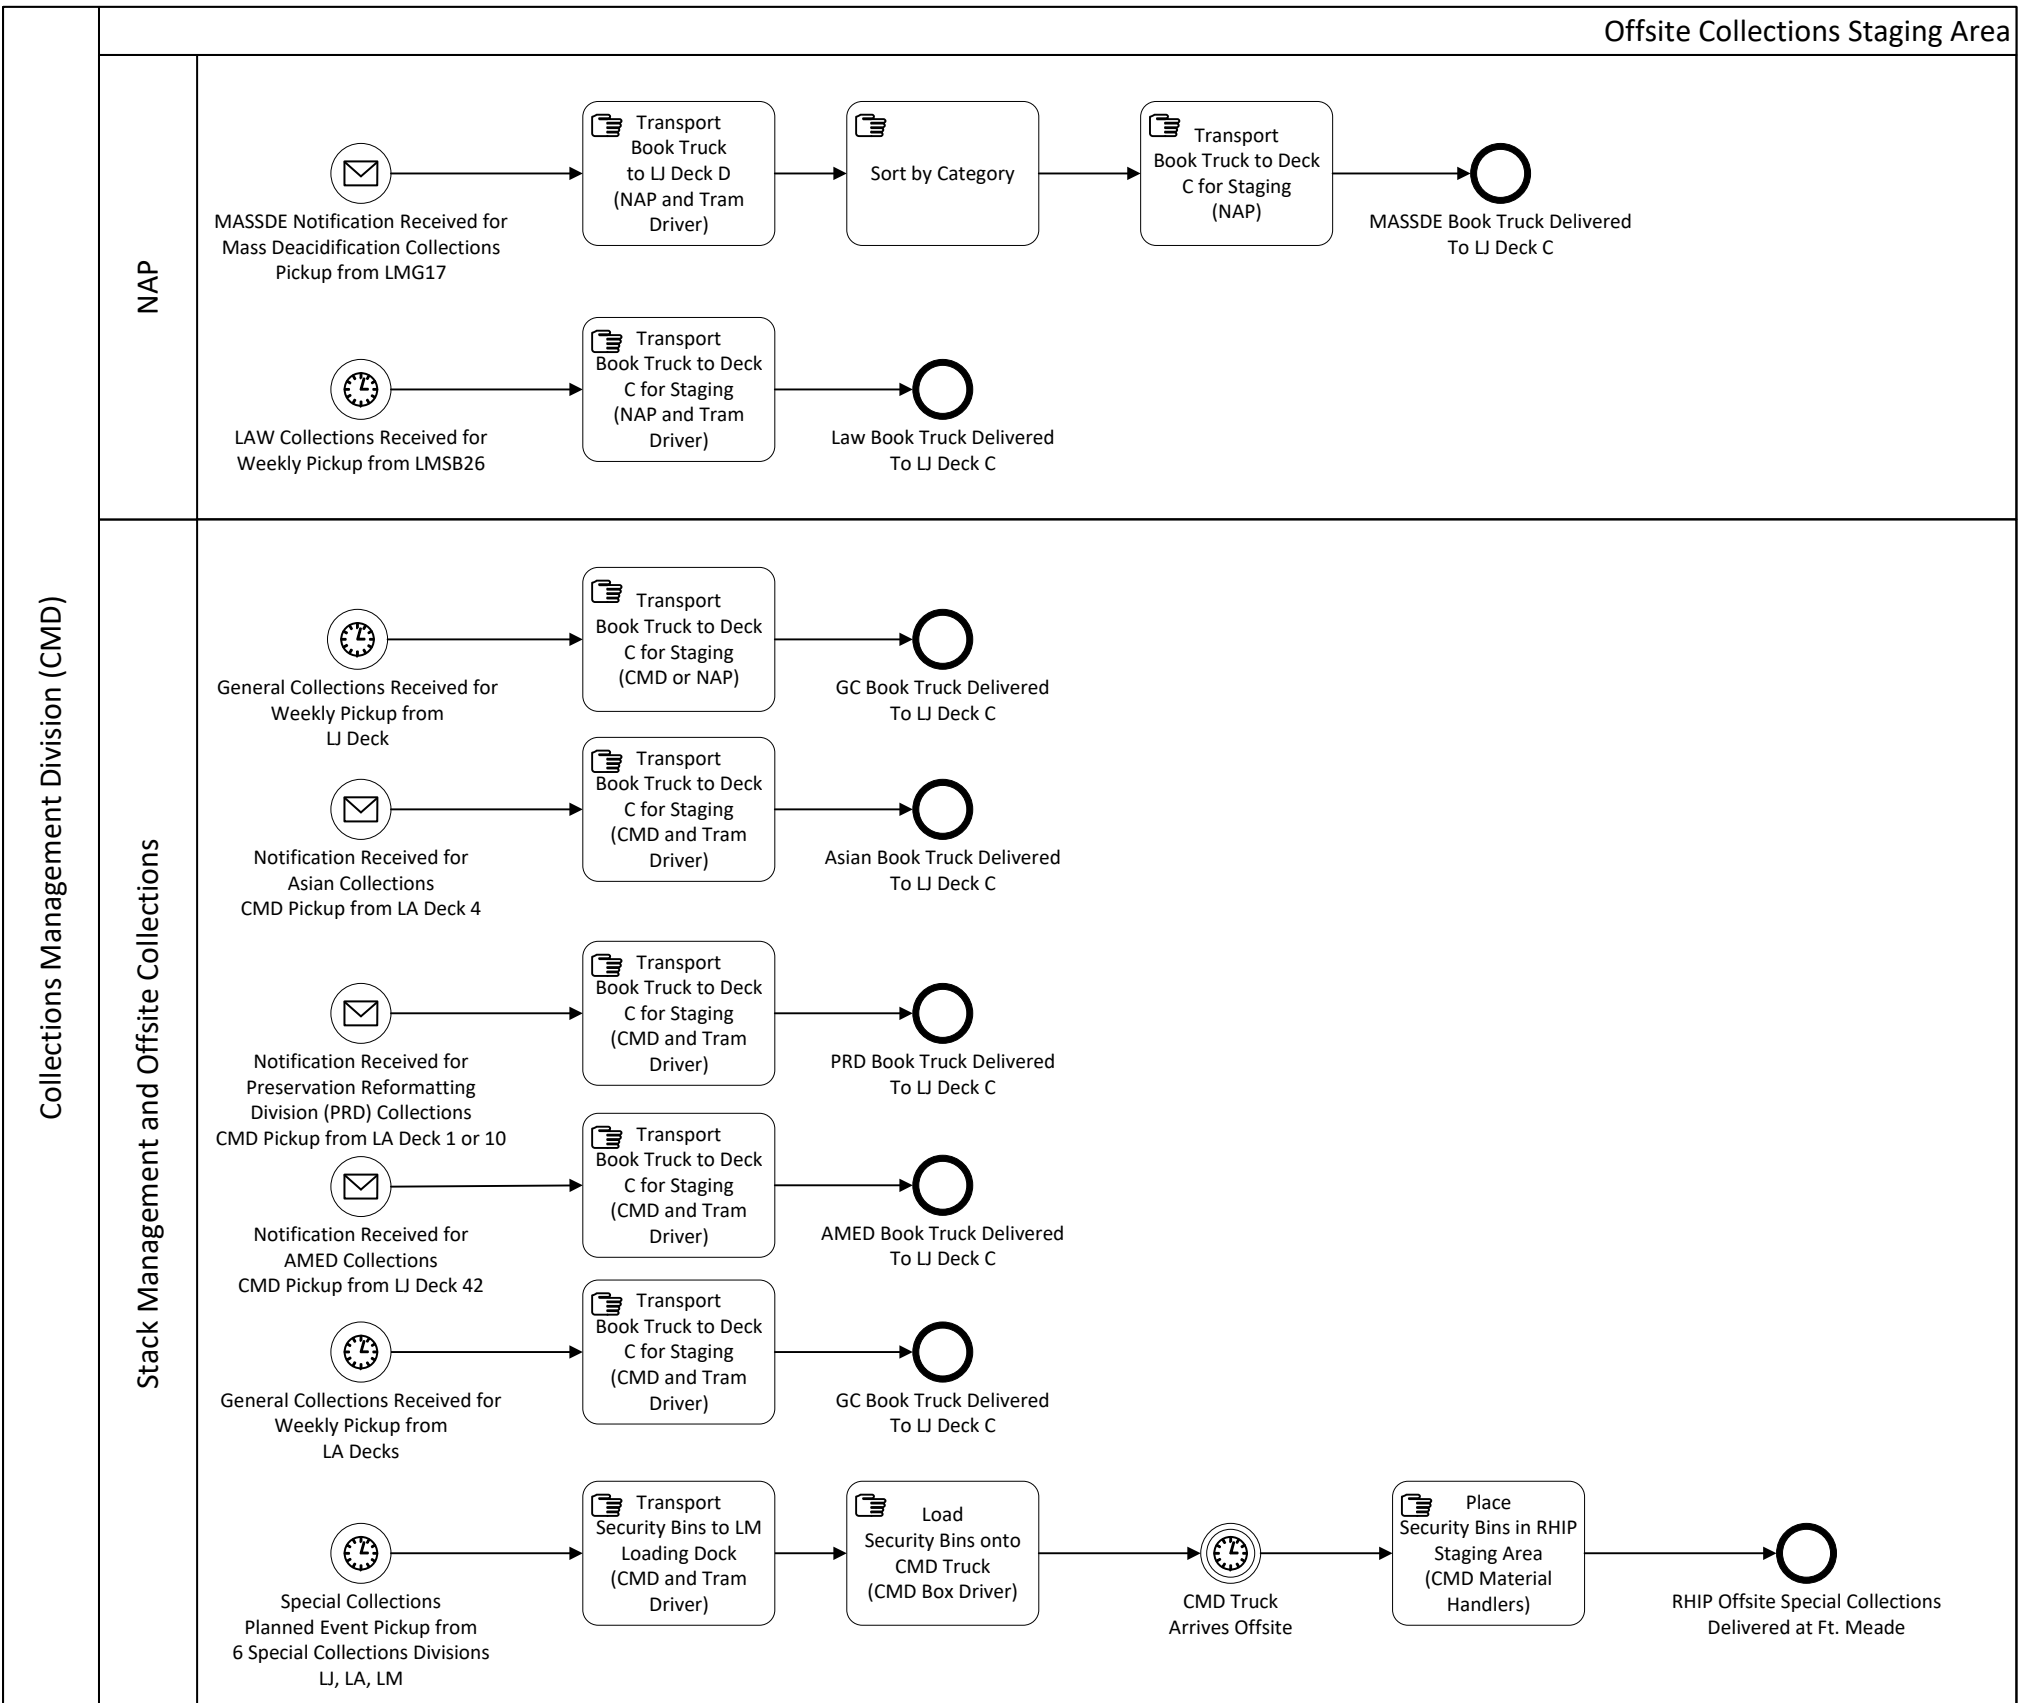 Offsite Collections Staging Area
Collections Management Division (CMD)
NAP
MASSDE Notification Received for
Mass Deacidification Collections
Pickup from LMG17
Transport
Book Truck
to LJ Deck D
(NAP and Tram
Driver)
Sort by Category
Transport
Book Truck to Deck
C for Staging
(NAP)
MASSDE Book Truck Delivered
To LJ Deck C
LAW Collections Received for
Weekly Pickup from LMSB26
Transport
Book Truck to Deck
C for Staging
(NAP and Tram
Driver)
Law Book Truck Delivered
To LJ Deck C
Stack Management and Offsite Collections
General Collections Received for
Weekly Pickup from
LJ Deck
Transport
Book Truck to Deck
C for Staging
(CMD or NAP)
GC Book Truck Delivered
To LJ Deck C
Notification Received for
Asian Collections
CMD Pickup from LA Deck 4
Transport
Book Truck to Deck
C for Staging
(CMD and Tram
Driver)
Asian Book Truck Delivered
To LJ Deck C
Notification Received for
Preservation Reformatting
Division (PRD) Collections
CMD Pickup from LA Deck 1 or 10
Transport
Book Truck to Deck
C for Staging
(CMD and Tram
Driver)
PRD Book Truck Delivered
To LJ Deck C
Notification Received for
AMED Collections
CMD Pickup from LJ Deck 42
Transport
Book Truck to Deck
C for Staging
(CMD and Tram
Driver)
AMED Book Truck Delivered
To LJ Deck C
General Collections Received for
Weekly Pickup from
LA Decks
Transport
Book Truck to Deck
C for Staging
(CMD and Tram
Driver)
GC Book Truck Delivered
To LJ Deck C
Special Collections
Planned Event Pickup from
6 Special Collections Divisions
LJ, LA, LM
Transport
Security Bins to LM
Loading Dock
(CMD and Tram
Driver)
Load
Security Bins onto
CMD Truck
(CMD Box Driver)
CMD Truck
Arrives Offsite
Place
Security Bins in RHIP
Staging Area
(CMD Material
Handlers)
RHIP Offsite Special Collections
Delivered at Ft. Meade